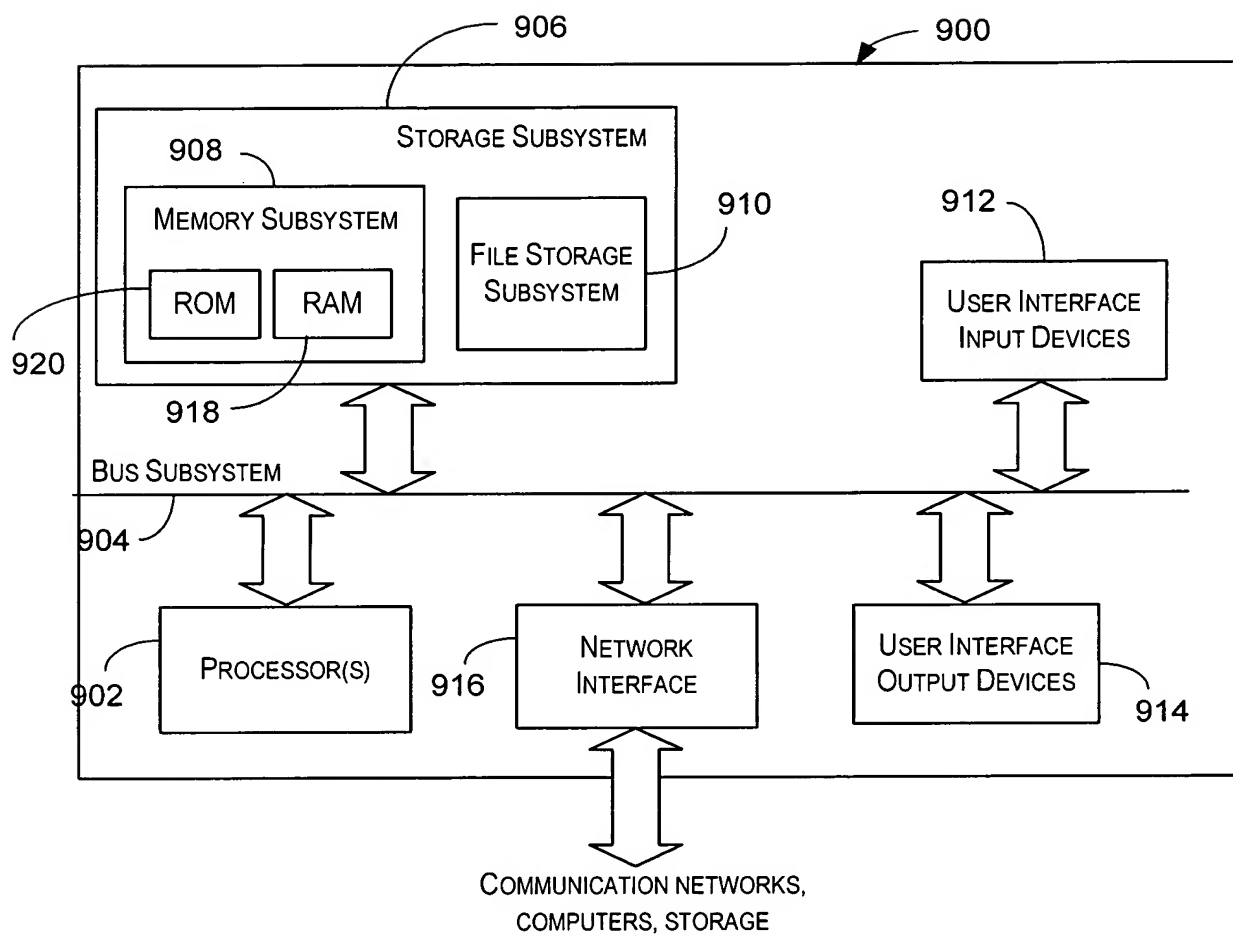 906
900
STORAGE SUBSYSTEM
908
MEMORY SUBSYSTEM
910
912
FILE STORAGE
SUBSYSTEM
ROM
RAM
USER INTERFACE
INPUT DEVICES
920
918
BUS SUBSYSTEM
904
PROCESSOR(S)
NETWORK
INTERFACE
USER INTERFACE
OUTPUT DEVICES
902
916
914
COMMUNICATION NETWORKS,
COMPUTERS, STORAGE